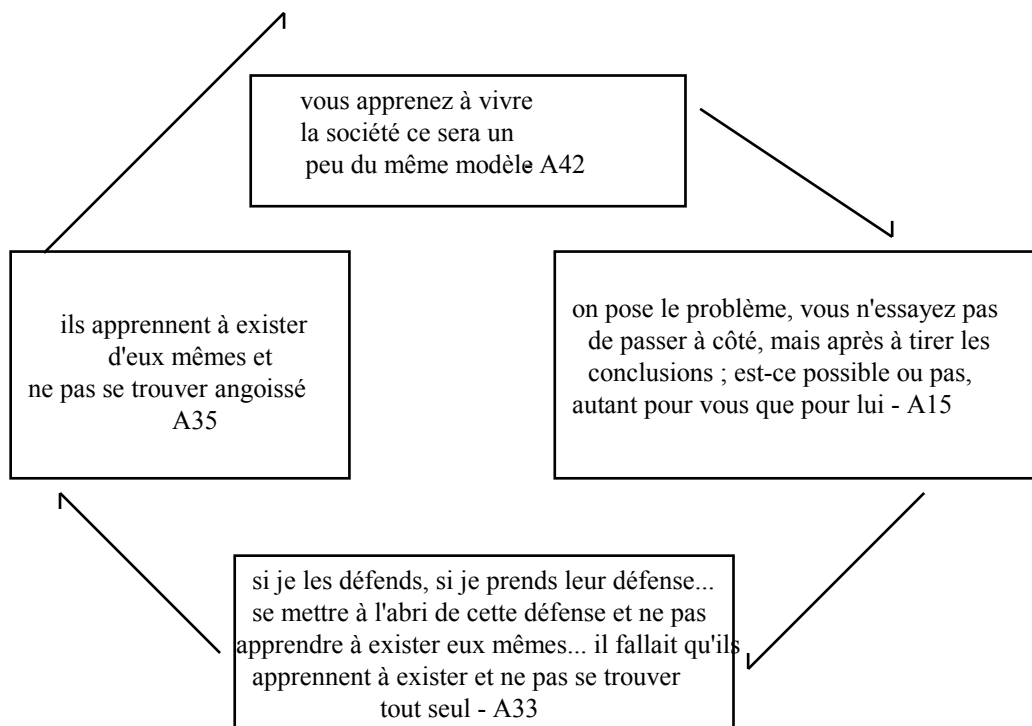 vous apprenez à vivre
la société ce sera un
peu du même modèle - A42
ils apprennent à exister
d'eux mêmes et
ne pas se trouver angoissé
A35
on pose le problème, vous n'essayez pas
de passer à côté, mais après à tirer les
conclusions ; est-ce possible ou pas,
autant pour vous que pour lui - A15
si je les défends, si je prends leur défense...
se mettre à l'abri de cette défense et ne pas
apprendre à exister eux mêmes... il fallait qu'ils
apprennent à exister et ne pas se trouver
tout seul - A33